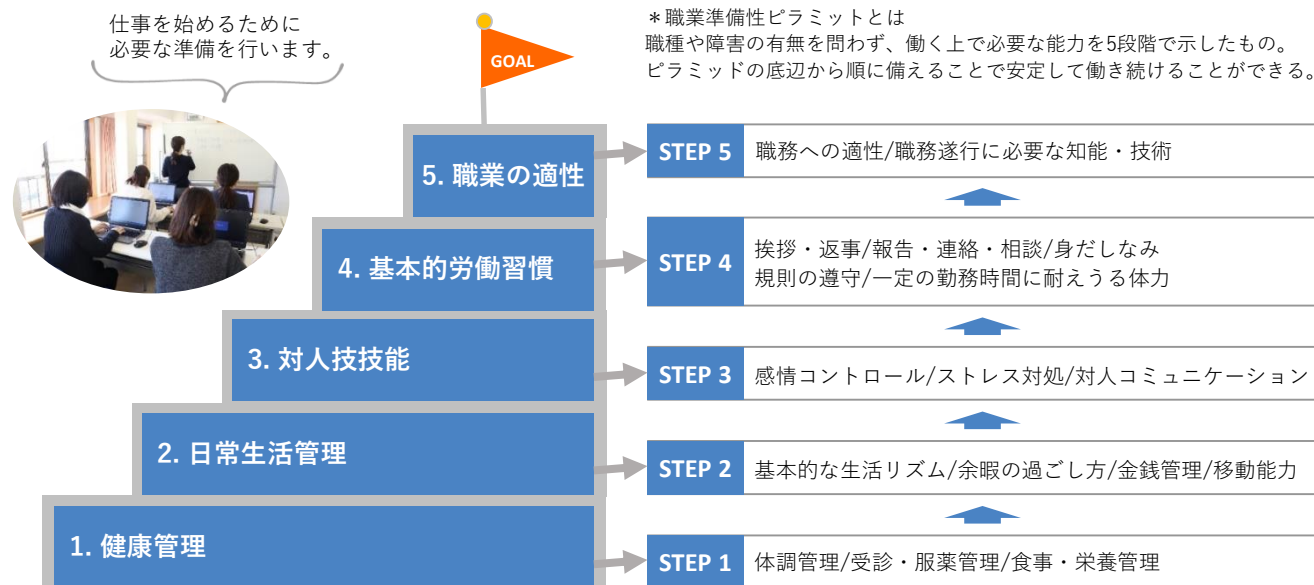 仕事を始めるために
必要な準備を行います。
GOAL
＊職業準備性ピラミットとは
職種や障害の有無を問わず、働く上で必要な能力を5段階で示したもの。
ピラミッドの底辺から順に備えることで安定して働き続けることができる。
5. 職業の適性
STEP 5
職務への適性/職務遂行に必要な知能・技術
4. 基本的労働習慣
STEP 4
挨拶・返事/報告・連絡・相談/身だしなみ
規則の遵守/一定の勤務時間に耐えうる体力
3. 対人技技能
STEP 3
感情コントロール/ストレス対処/対人コミュニケーション
2. 日常生活管理
STEP 2
基本的な生活リズム/余暇の過ごし方/金銭管理/移動能力
1. 健康管理
STEP 1
体調管理/受診・服薬管理/食事・栄養管理